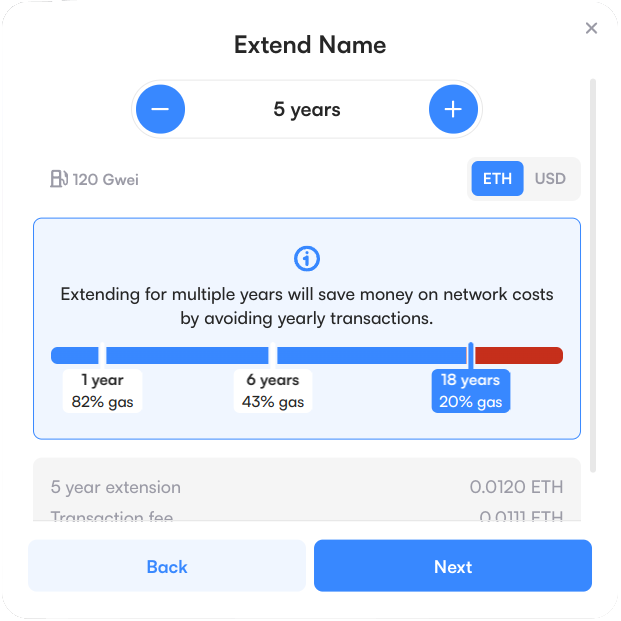 Extend Name
5 years
120 Gwei
ETH USD
Extending for multiple years will save money on network costs
by avoiding yearly transactions.
1 year 6 years 18 years
82% gas 43% gas 20% gas
5 year extension 0.0120 ETH
Transaction fee 0.0111 ETH
Back Next